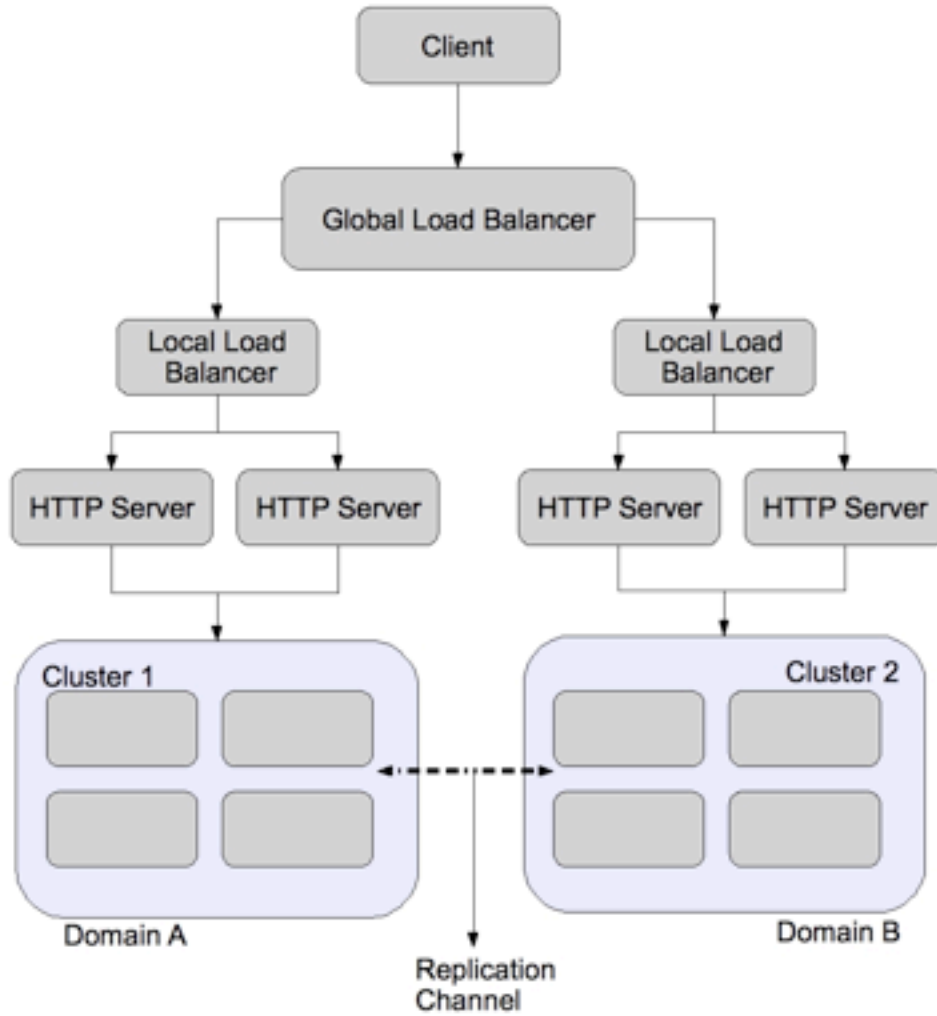 Client
Global Load Balancer
Local Load
Balancer
Local Load
Balancer
HTTP Server
HTTP Server
HTTP Server
HTTP Server
Cluster 1
Cluster 2
Domain A
Domain B
Replication
Channel